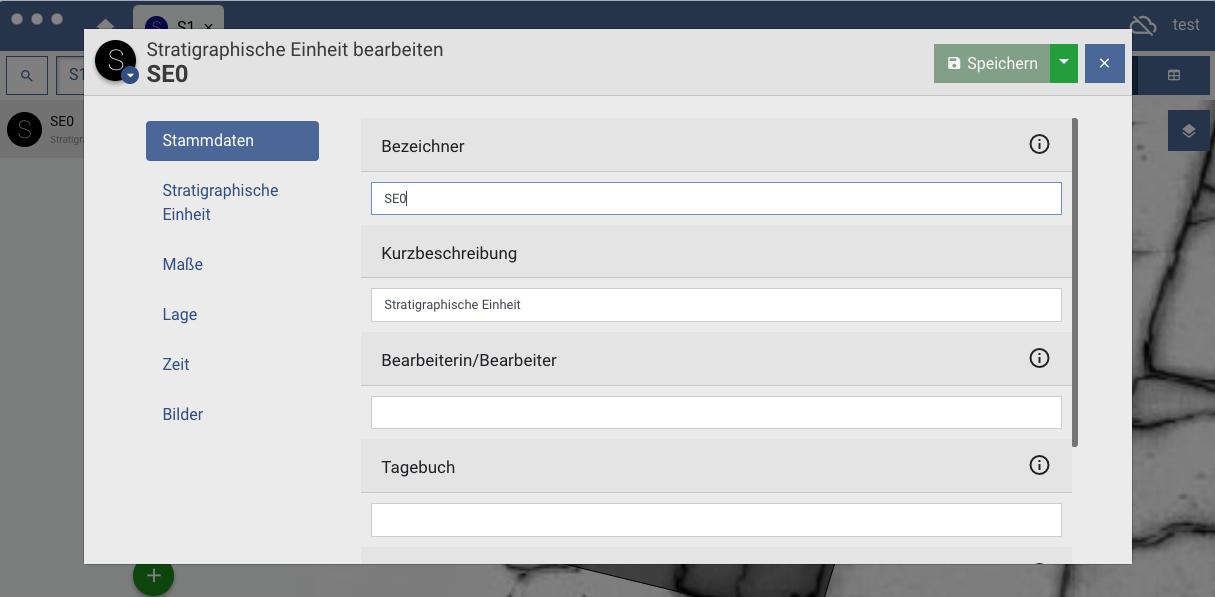 S1 ×
test
Stratigraphische Einheit bearbeiten
S
SE0
Speichern
S1
SE0
S
Stratigr
Stammdaten
Stratigraphische
Einheit
Maße
Lage
Zeit
Bilder
Bezeichner
SE0
Kurzbeschreibung
Stratigraphische Einheit
Bearbeiterin/Bearbeiter
Tagebuch